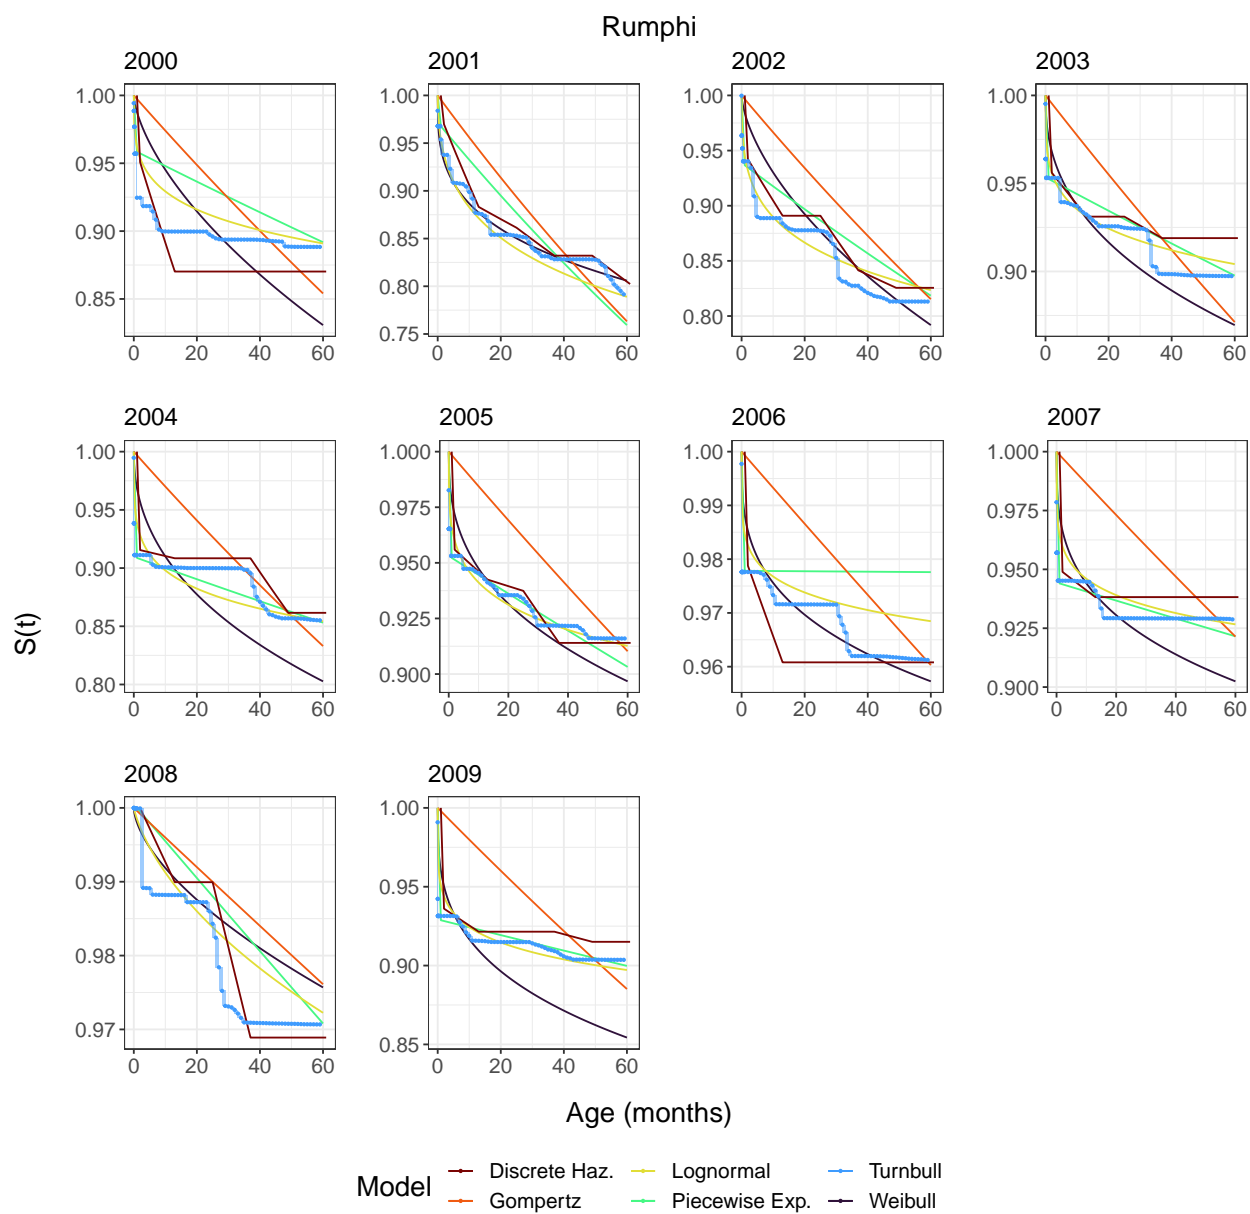 Rumphi
2000 2001 2002 2003
1.00 1.00 1.00 1.00
0.95 0.95 0.95 0.95
0.90 0.90 0.90 0.90
0.85 0.85 0.85
0.80 0.80
0.75
0 20 40 60 0 20 40 60 0 20 40 60 0 20 40 60
2004 2005 2006 2007
1.00 1.000 1.00 1.000
0.95 0.975 0.99 0.975
0.90 0.950 0.98 0.950
0.85 0.925 0.97 0.925
0.80 0.900 0.96 0.900
0 20 40 60 0 20 40 60 0 20 40 60 0 20 40 60
S(t)
2008 2009
1.00 1.00
0.99 0.95
0.98 0.90
0.97 0.85
0 20 40 60 0 20 40 60
Age (months)
Model
Discrete Haz. Lognormal Turnbull
Gompertz Piecewise Exp. Weibull